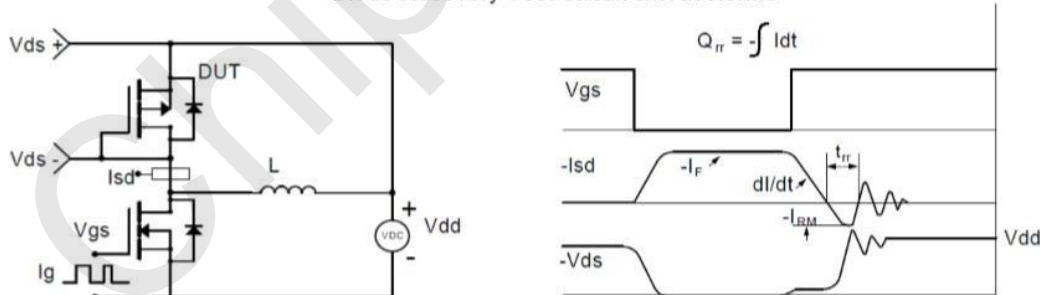 Vds +
DUT
Vds -
Isd
L
Vgs
+
VDC
Vdd
-
Ig
Qrr = -∫ Idt
Vgs
-Isd
-IF
dI/dt
trr
-IRM
Vdd
-Vds
Chip